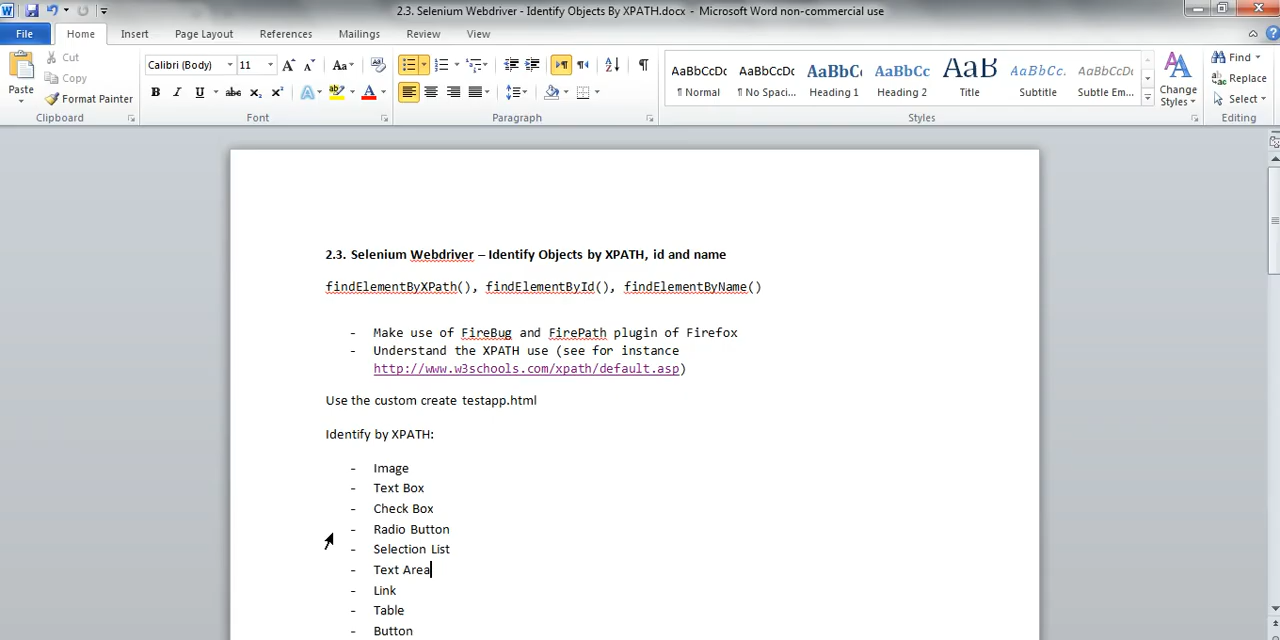 2.3. Selenium Webdriver - Identify Objects By XPATH.docx - Microsoft Word non-commercial use
File Home Insert Page Layout References Mailings Review View
Paste
Cut
Copy
Format Painter
Clipboard
Calibri (Body) 11
Aa
B I U abc X₂ X²
A
A
Font
Paragraph
AaBbCcDc AaBbCcDc AaBbC AaBbCc AaB AaBbCc. AaBbCcDc
¶ Normal ¶ No Spaci... Heading 1 Heading 2 Title Subtitle Subtle Em...
Styles
Change
Styles
Find
Replace
Select
Editing
2.3. Selenium Webdriver – Identify Objects by XPATH, id and name
findElementByXPath(), findElementById(), findElementByName()
- Make use of FireBug and FirePath plugin of Firefox
- Understand the XPATH use (see for instance
http://www.w3schools.com/xpath/default.asp)
Use the custom create testapp.html
Identify by XPATH:
- Image
- Text Box
- Check Box
- Radio Button
- Selection List
- Text Area
- Link
- Table
- Button